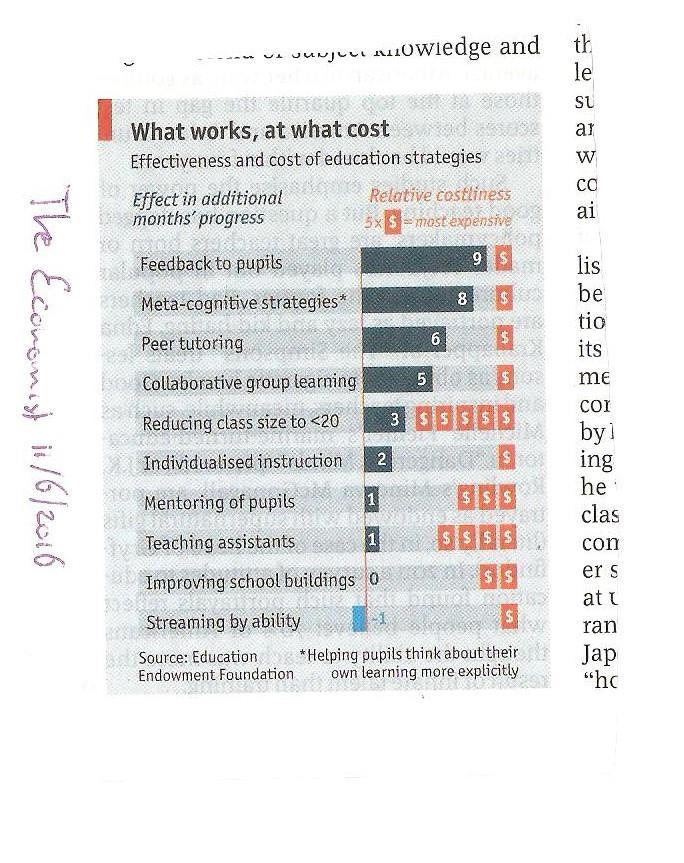 knowledge and
What works, at what cost
Effectiveness and cost of education strategies
Effect in additional
months' progress
Relative costliness
5x $ = most expensive
Feedback to pupils 9 $
Meta-cognitive strategies* 8 $
Peer tutoring 6 $
Collaborative group learning 5 $
Reducing class size to <20 3 $ $ $ $ $
Individualised instruction 2 $
Mentoring of pupils 1 $ $ $
Teaching assistants 1 $ $ $ $
Improving school buildings 0 $ $
Streaming by ability -1 $
Source: Education
Endowment Foundation
*Helping pupils think about their
own learning more explicitly
th
le
su
ar
w
co
ai
lis
be
tio
its
me
cor
by
ing
he
clas
com
er s
at
ran
Jap
“ho
The Economist 11/6/2016